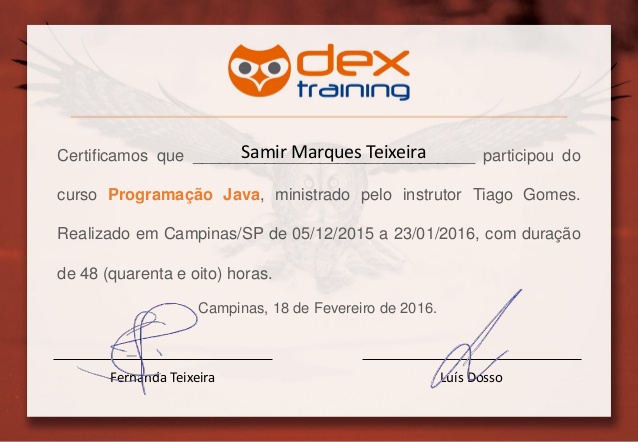 dex
training
Certificamos que Samir Marques Teixeira participou do
curso Programação Java, ministrado pelo instrutor Tiago Gomes.
Realizado em Campinas/SP de 05/12/2015 a 23/01/2016, com duração
de 48 (quarenta e oito) horas.
Campinas, 18 de Fevereiro de 2016.
Fernanda Teixeira Luís Dosso